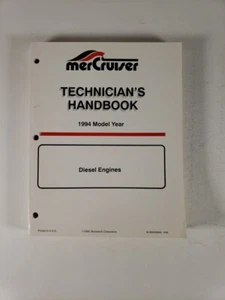 merCruiser
TECHNICIAN'S
HANDBOOK
1994 Model Year
Diesel Engines